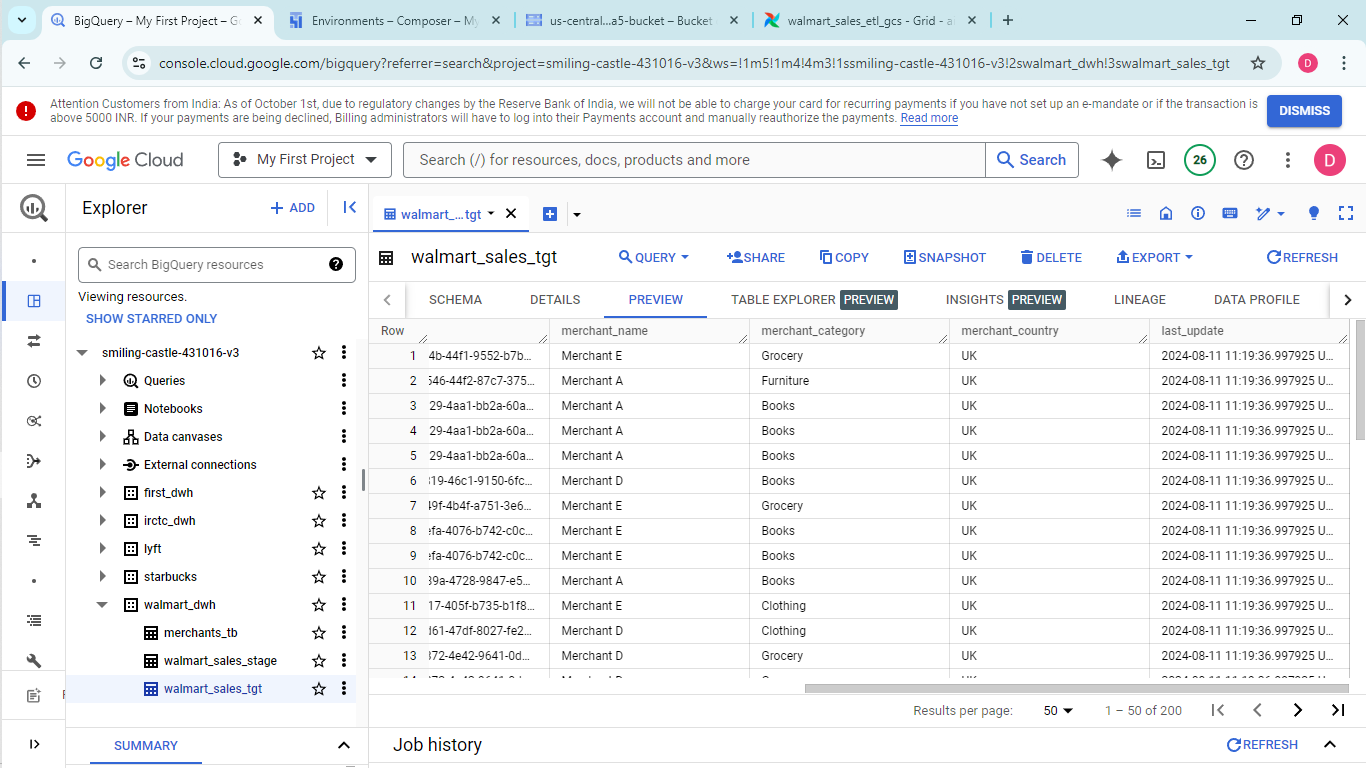 BigQuery – My First Project – Go
Environments – Composer – My
us-central...a5-bucket – Bucket
walmart_sales_etl_gcs - Grid - ai
console.cloud.google.com/bigquery?referrer=search&project=smiling-castle-431016-v3&ws=!1m5!1m4!4m3!1ssmiling-castle-431016-v3!2swalmart_dwh!3swalmart_sales_tgt
D
Attention Customers from India: As of October 1st, due to regulatory changes by the Reserve Bank of India, we will not be able to charge your card for recurring payments if you have not set up an e-mandate or if the transaction is
above 5000 INR. If your payments are being declined, Billing administrators will have to log into their Payments account and manually reauthorize the payments. Read more
DISMISS
Google Cloud
My First Project
Search (/) for resources, docs, products and more
Search
26
D
Explorer
+ ADD
walmart_...tgt
Search BigQuery resources
walmart_sales_tgt
QUERY
SHARE
COPY
SNAPSHOT
DELETE
EXPORT
REFRESH
Viewing resources.
SHOW STARRED ONLY
SCHEMA
DETAILS
PREVIEW
TABLE EXPLORER PREVIEW
INSIGHTS PREVIEW
LINEAGE
DATA PROFILE
smiling-castle-431016-v3
Queries
Notebooks
Data canvases
External connections
first_dwh
irctc_dwh
lyft
starbucks
walmart_dwh
merchants_tb
walmart_sales_stage
walmart_sales_tgt
SUMMARY
Row merchant_name merchant_category merchant_country last_update
1 4b-44f1-9552-b7b... Merchant E Grocery UK 2024-08-11 11:19:36.997925 U...
2 546-44f2-87c7-375... Merchant A Furniture UK 2024-08-11 11:19:36.997925 U...
3 29-4aa1-bb2a-60a... Merchant A Books UK 2024-08-11 11:19:36.997925 U...
4 29-4aa1-bb2a-60a... Merchant A Books UK 2024-08-11 11:19:36.997925 U...
5 29-4aa1-bb2a-60a... Merchant A Books UK 2024-08-11 11:19:36.997925 U...
6 319-46c1-9150-6fc... Merchant D Books UK 2024-08-11 11:19:36.997925 U...
7 49f-4b4f-a751-3e6... Merchant E Grocery UK 2024-08-11 11:19:36.997925 U...
8 efa-4076-b742-c0c... Merchant E Books UK 2024-08-11 11:19:36.997925 U...
9 efa-4076-b742-c0c... Merchant E Books UK 2024-08-11 11:19:36.997925 U...
10 39a-4728-9847-e5... Merchant A Books UK 2024-08-11 11:19:36.997925 U...
11 17-405f-b735-b1f8... Merchant E Clothing UK 2024-08-11 11:19:36.997925 U...
12 d61-47df-8027-fe2... Merchant D Clothing UK 2024-08-11 11:19:36.997925 U...
13 372-4e42-9641-0d... Merchant D Grocery UK 2024-08-11 11:19:36.997925 U...
Results per page: 50 1 – 50 of 200
Job history
REFRESH